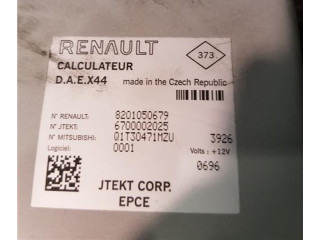 RENAULT
373
CALCULATEUR
D.A.E.X44 made in the Czech Republic
N° RENAULT: 8201050679
N° JTEKT: 6700002025
N° MITSUBISHI: Q1T30471MZU 3926
Logiciel: 0001 Volts : +12V
0696
JTEKT CORP.
EPCE